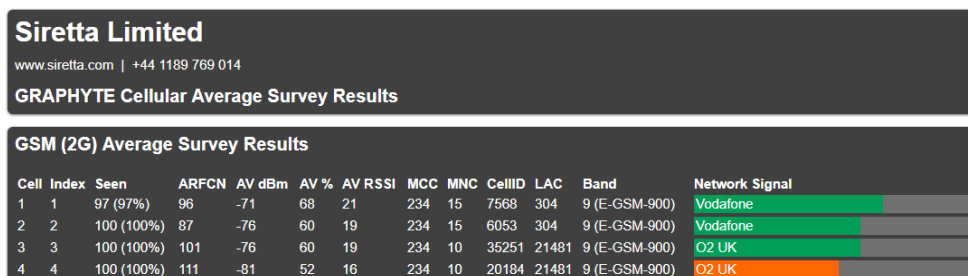 Siretta Limited
www.siretta.com | +44 1189 769 014
GRAPHYTE Cellular Average Survey Results
GSM (2G) Average Survey Results
Cell Index Seen ARFCN AV dBm AV % AV RSSI MCC MNC CellID LAC Band Network Signal
1 1 97 (97%) 96 -71 68 21 234 15 7568 304 9 (E-GSM-900) Vodafone
2 2 100 (100%) 87 -76 60 19 234 15 6053 304 9 (E-GSM-900) Vodafone
3 3 100 (100%) 101 -76 60 19 234 10 35251 21481 9 (E-GSM-900) O2 UK
4 4 100 (100%) 111 -81 52 16 234 10 20184 21481 9 (E-GSM-900) O2 UK